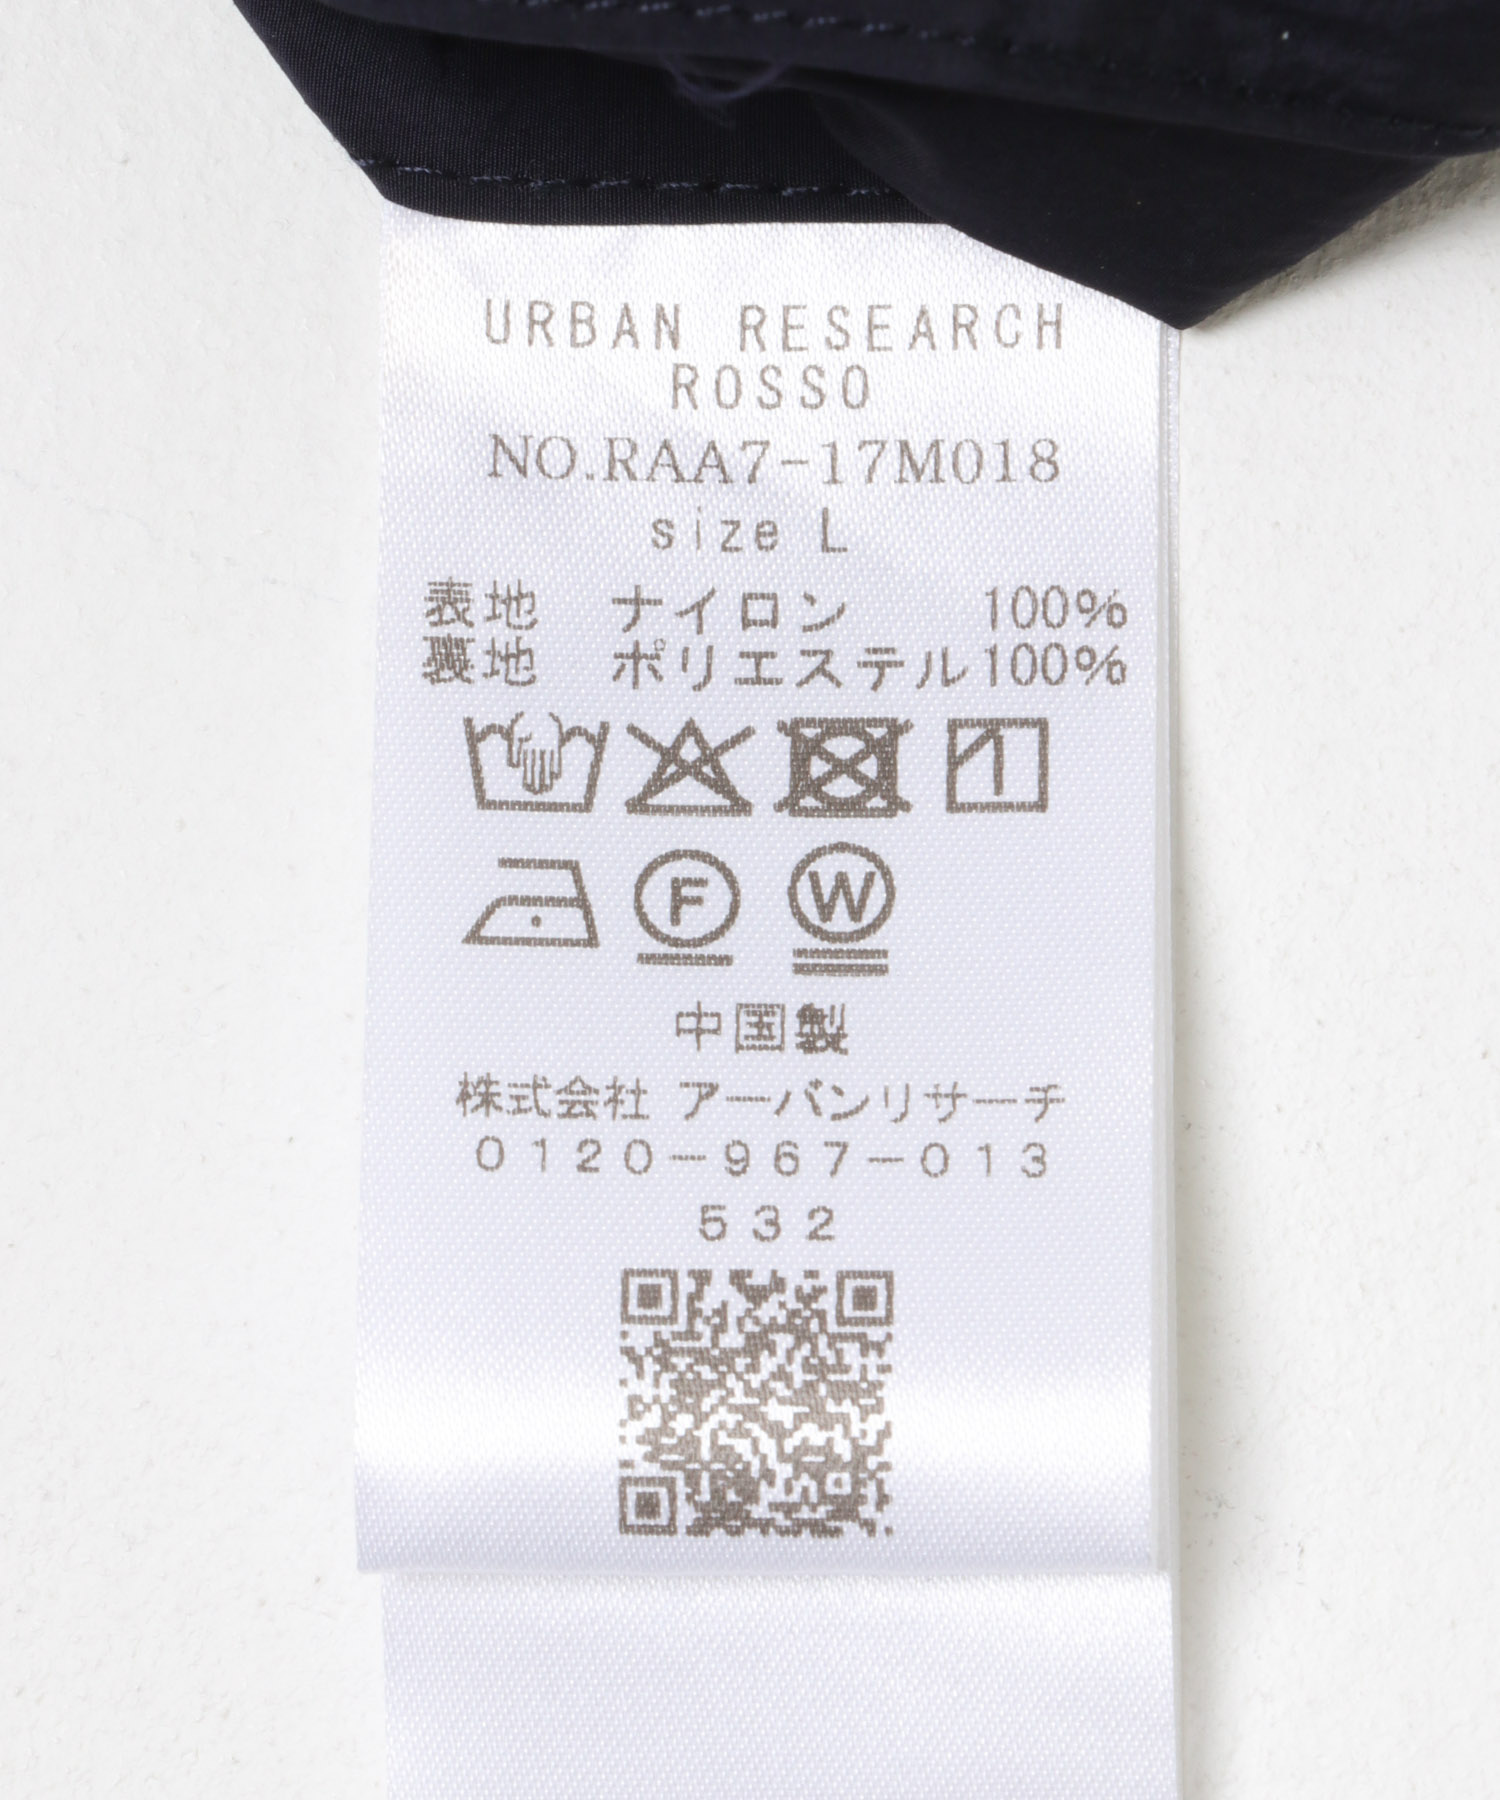 URBAN RESEARCH
ROSSO
NO.RAA7-17M018
size L
表地 ナイロン 100%
裏地 ポリエステル100%
F W
中国製
株式会社 アーバンリサーチ
0120-967-013
532